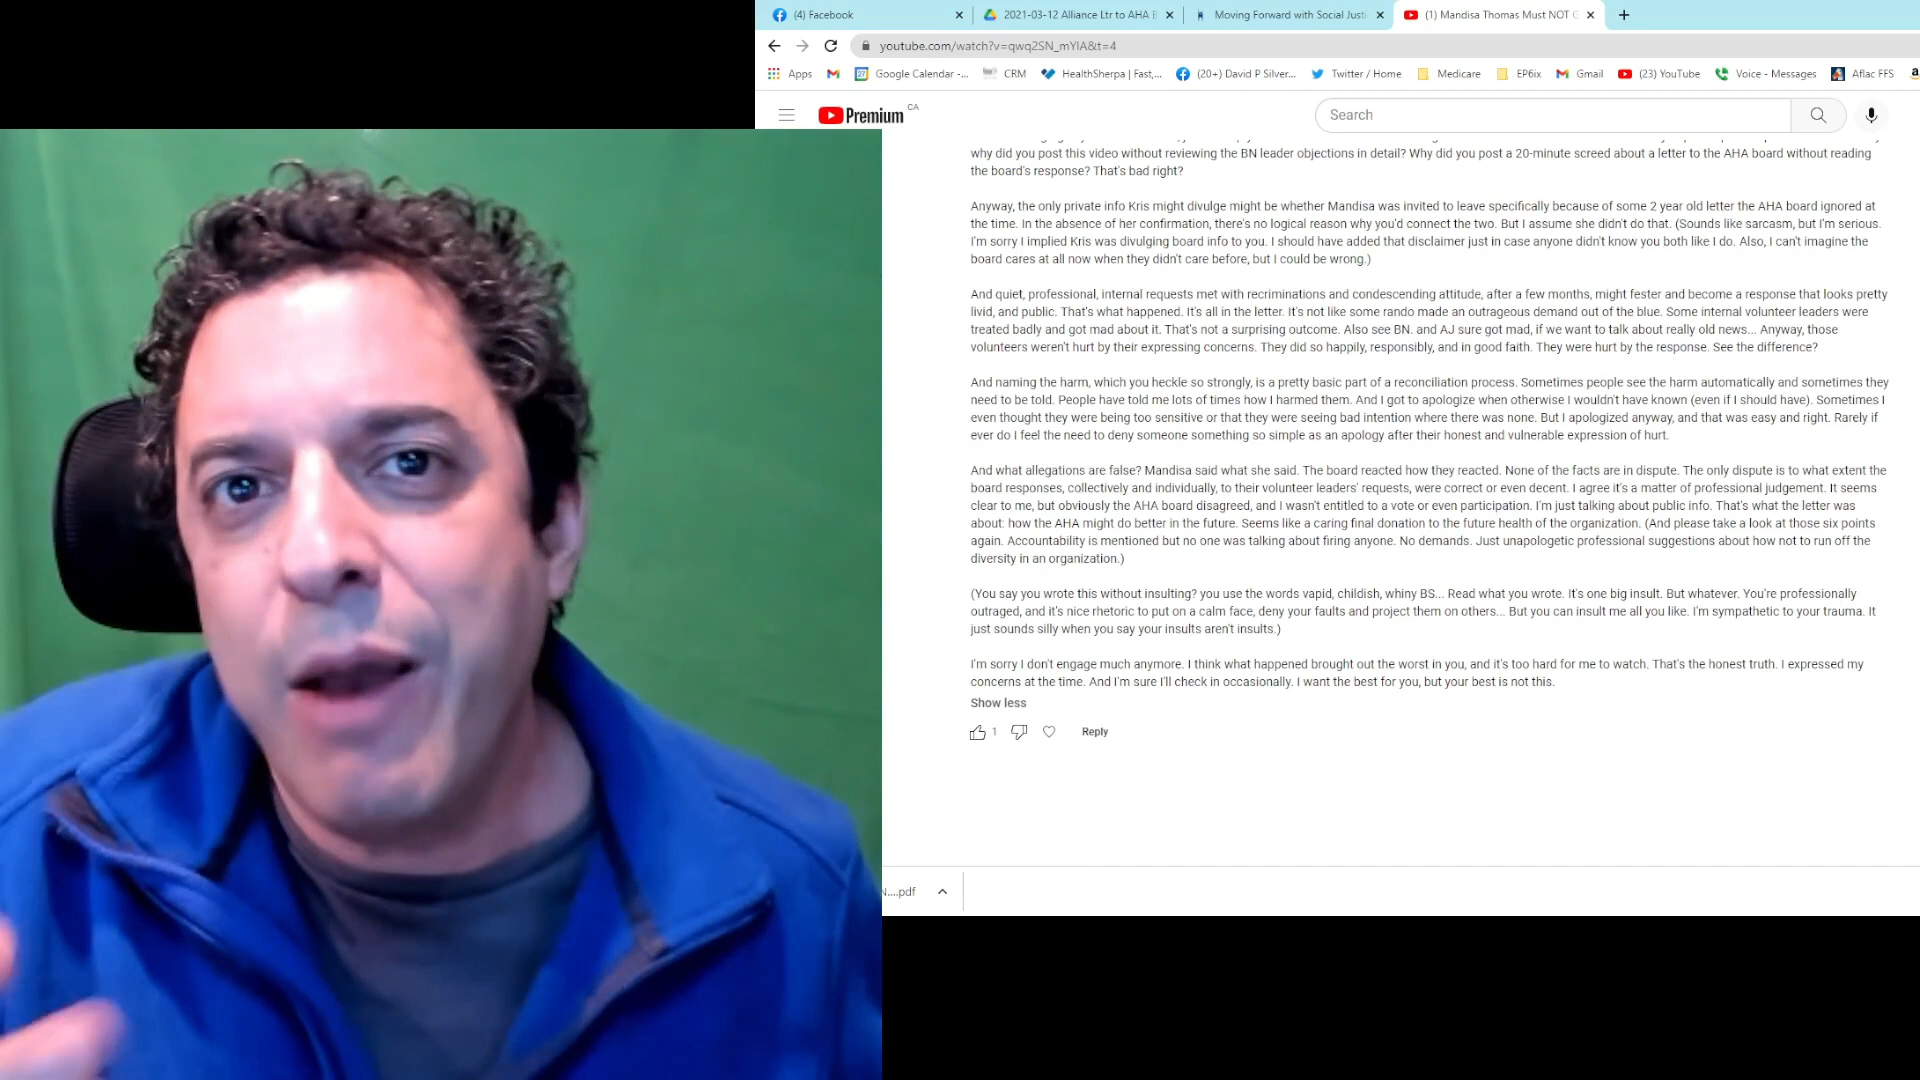 (4) Facebook
2021-03-12 Alliance Ltr to AHA B
Moving Forward with Social Justi
(1) Mandisa Thomas Must NOT G
youtube.com/watch?v=qwq2SN_mYlA&t=4
Apps
Google Calendar -...
CRM
HealthSherpa | Fast,...
(20+) David P Silver...
Twitter / Home
Medicare
EP6ix
Gmail
(23) YouTube
Voice - Messages
Aflac FFS
Premium CA
Search
why did you post this video without reviewing the BN leader objections in detail? Why did you post a 20-minute screed about a letter to the AHA board without reading
the board's response? That's bad right?
Anyway, the only private info Kris might divulge might be whether Mandisa was invited to leave specifically because of some 2 year old letter the AHA board ignored at
the time. In the absence of her confirmation, there's no logical reason why you'd connect the two. But I assume she didn't do that. (Sounds like sarcasm, but I'm serious.
I'm sorry I implied Kris was divulging board info to you. I should have added that disclaimer just in case anyone didn't know you both like I do. Also, I can't imagine the
board cares at all now when they didn't care before, but I could be wrong.)
And quiet, professional, internal requests met with recriminations and condescending attitude, after a few months, might fester and become a response that looks pretty
livid, and public. That's what happened. It's all in the letter. It's not like some rando made an outrageous demand out of the blue. Some internal volunteer leaders were
treated badly and got mad about it. That's not a surprising outcome. Also see BN. and AJ sure got mad, if we want to talk about really old news... Anyway, those
volunteers weren't hurt by their expressing concerns. They did so happily, responsibly, and in good faith. They were hurt by the response. See the difference?
And naming the harm, which you heckle so strongly, is a pretty basic part of a reconciliation process. Sometimes people see the harm automatically and sometimes they
need to be told. People have told me lots of times how I harmed them. And I got to apologize when otherwise I wouldn't have known (even if I should have). Sometimes I
even thought they were being too sensitive or that they were seeing bad intention where there was none. But I apologized anyway, and that was easy and right. Rarely if
ever do I feel the need to deny someone something so simple as an apology after their honest and vulnerable expression of hurt.
And what allegations are false? Mandisa said what she said. The board reacted how they reacted. None of the facts are in dispute. The only dispute is to what extent the
board responses, collectively and individually, to their volunteer leaders' requests, were correct or even decent. I agree it's a matter of professional judgement. It seems
clear to me, but obviously the AHA board disagreed, and I wasn't entitled to a vote or even participation. I'm just talking about public info. That's what the letter was
about: how the AHA might do better in the future. Seems like a caring final donation to the future health of the organization. (And please take a look at those six points
again. Accountability is mentioned but no one was talking about firing anyone. No demands. Just unapologetic professional suggestions about how not to run off the
diversity in an organization.)
(You say you wrote this without insulting? you use the words vapid, childish, whiny BS... Read what you wrote. It's one big insult. But whatever. You're professionally
outraged, and it's nice rhetoric to put on a calm face, deny your faults and project them on others... But you can insult me all you like. I'm sympathetic to your trauma. It
just sounds silly when you say your insults aren't insults.)
I'm sorry I don't engage much anymore. I think what happened brought out the worst in you, and it's too hard for me to watch. That's the honest truth. I expressed my
concerns at the time. And I'm sure I'll check in occasionally. I want the best for you, but your best is not this.
Show less
1
Reply
N....pdf